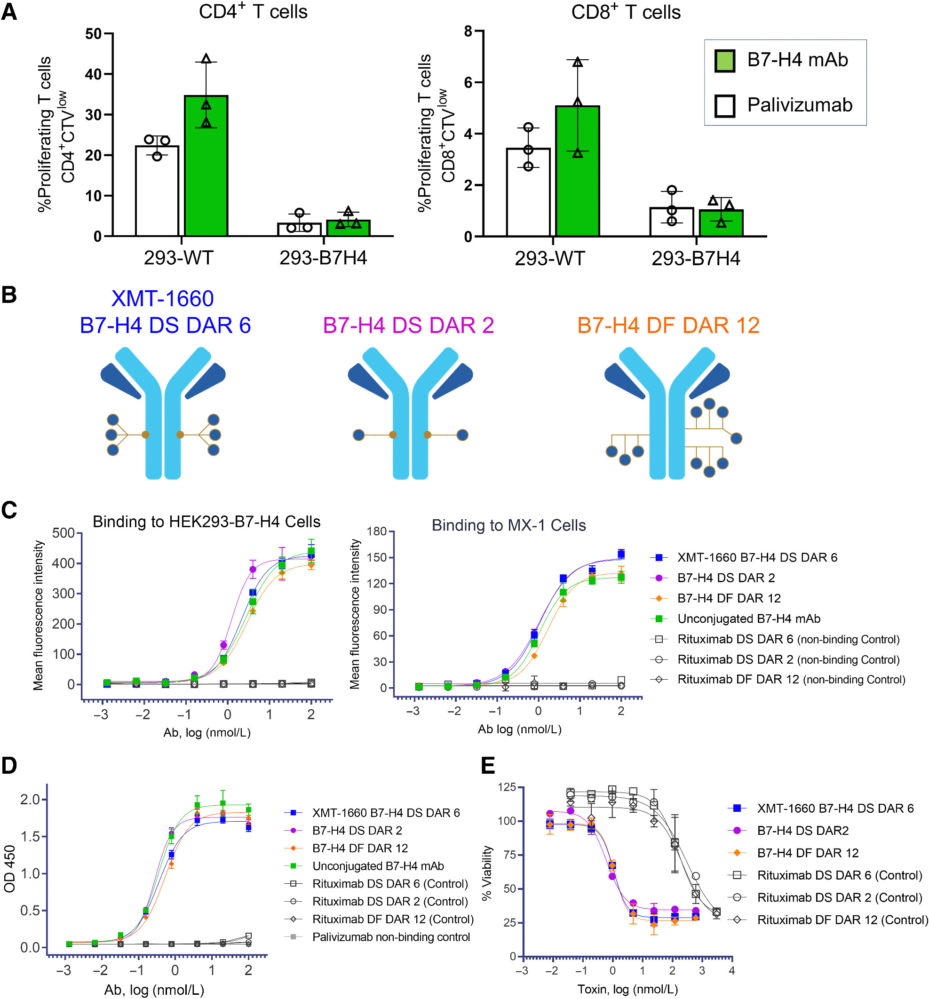 A
CD4+ T cells
%Proliferating T cells
CD4+CTVlow
50
40
30
20
10
0
293-WT
293-B7H4
CD8+ T cells
%Proliferating T cells
CD8+CTVlow
8
6
4
2
0
293-WT
293-B7H4
B7-H4 mAb
Palivizumab
B
XMT-1660
B7-H4 DS DAR 6
B7-H4 DS DAR 2
B7-H4 DF DAR 12
C
Binding to HEK293-B7-H4 Cells
Mean fluorescence intensity
500
400
300
200
100
0
−3 −2 −1 0 1 2
Ab, log (nmol/L)
Binding to MX-1 Cells
Mean fluorescence intensity
180
150
120
90
60
30
0
−3 −2 −1 0 1 2
Ab log (nmol/L)
XMT-1660 B7-H4 DS DAR 6
B7-H4 DS DAR 2
B7-H4 DF DAR 12
Unconjugated B7-H4 mAb
Rituximab DS DAR 6 (non-binding Control)
Rituximab DS DAR 2 (non-binding Control)
Rituximab DF DAR 12 (non-binding Control)
D
OD 450
2.0
1.5
1.0
0.5
0.0
−3 −2 −1 0 1 2
Ab, log (nmol/L)
XMT-1660 B7-H4 DS DAR 6
B7-H4 DS DAR 2
B7-H4 DF DAR 12
Unconjugated B7-H4 mAb
Rituximab DS DAR 6 (Control)
Rituximab DS DAR 2 (Control)
Rituximab DF DAR 12 (Control)
Palivizumab non-binding control
E
% Viability
125
100
75
50
25
0
−3 −2 −1 0 1 2 3 4
Toxin, log (nmol/L)
XMT-1660 B7-H4 DS DAR 6
B7-H4 DS DAR2
B7-H4 DF DAR 12
Rituximab DS DAR 6 (Control)
Rituximab DS DAR 2 (Control)
Rituximab DF DAR 12 (Control)